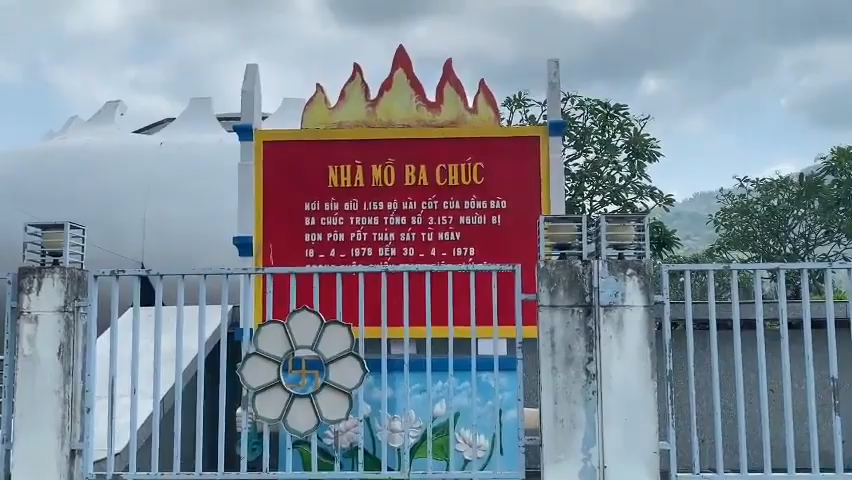 NHÀ MỒ BA CHÚC
NƠI GÌN GIỮ 1.159 BỘ HÀI CỐT CỦA ĐỒNG BÀO
BA CHÚC TRONG TỔNG SỐ 3.157 NGƯỜI BỊ
BỌN PÔN PỐT THẢM SÁT TỪ NGÀY
18 - 4 - 1978 ĐẾN 30 - 4 - 1978